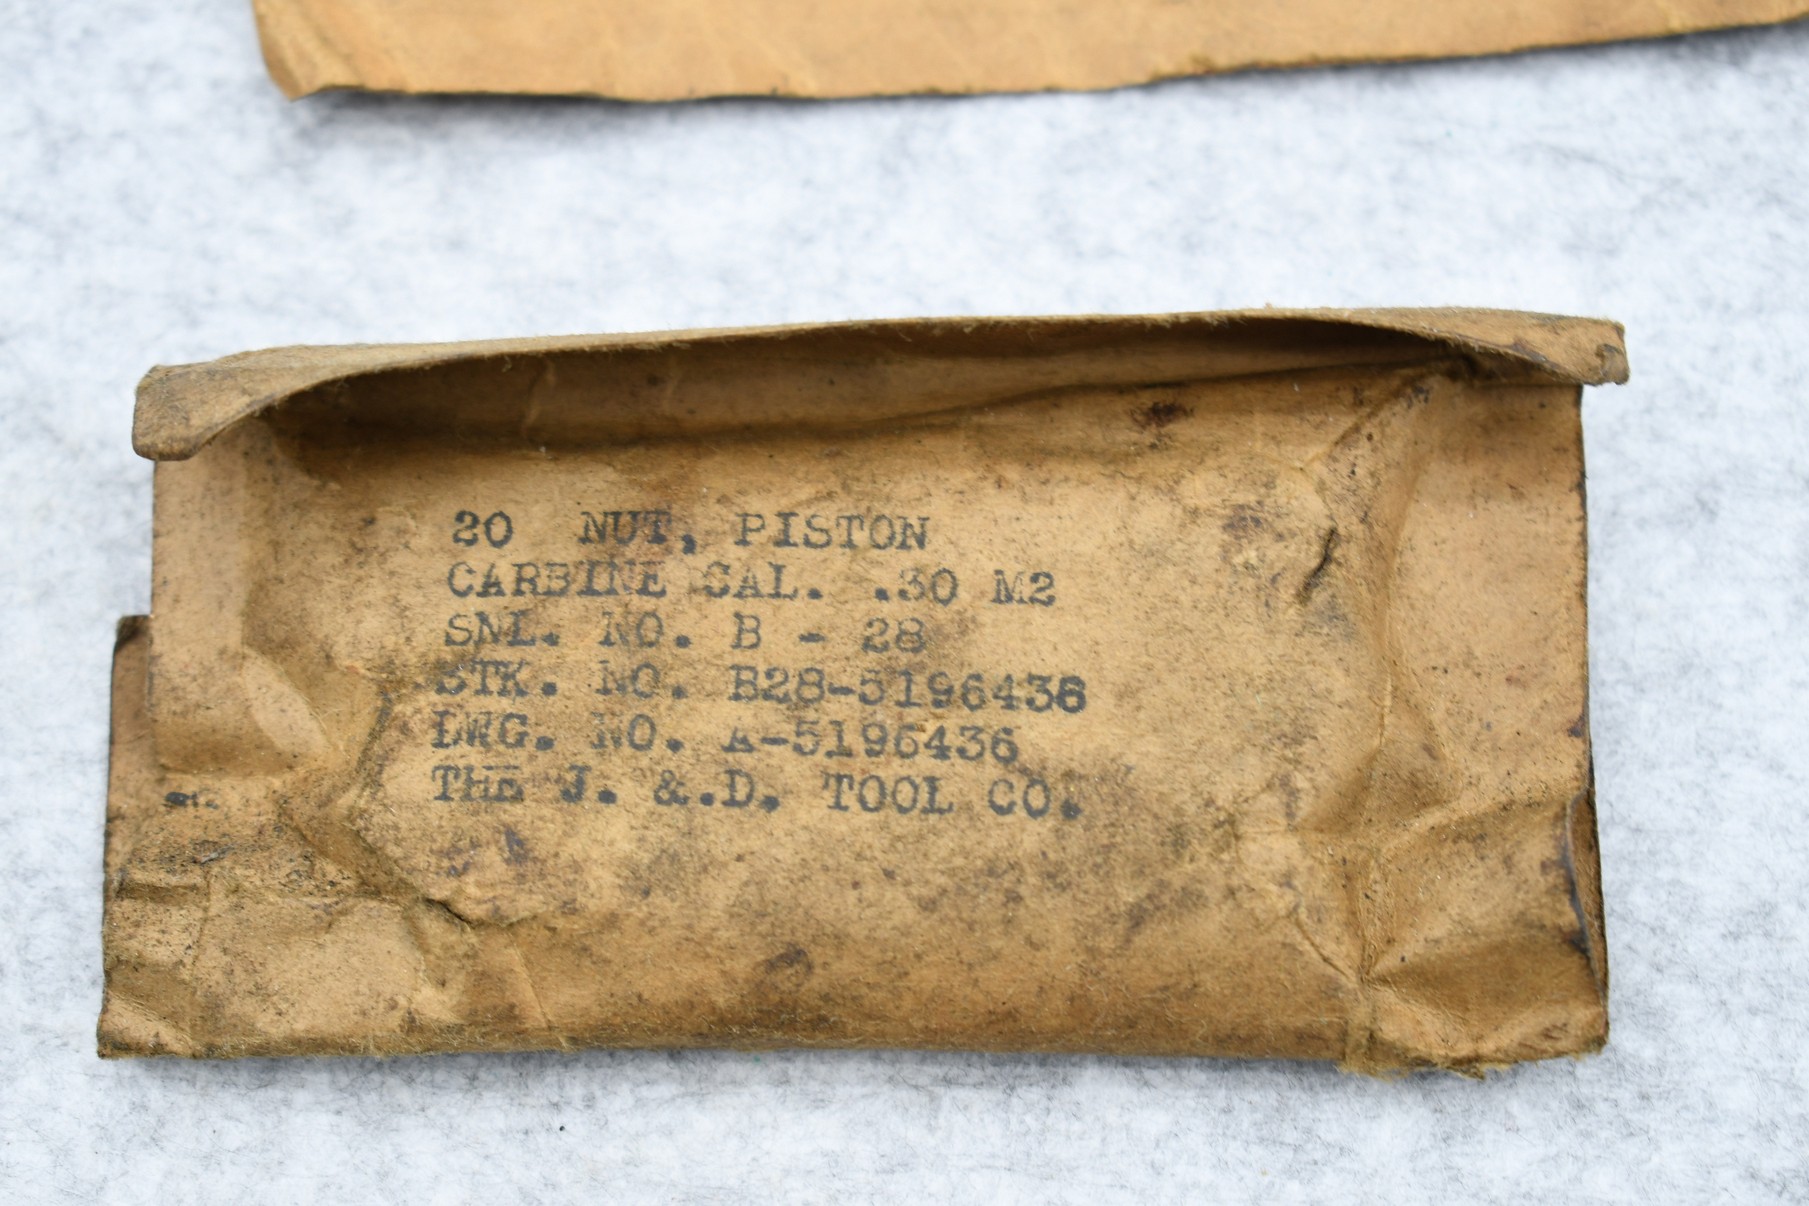 20 NUT, PISTON
CARBINE CAL. .30 M2
SNL. NO. B - 28
STK. NO. B28-5196436
DWG. NO. A-5196436
THE J. &.D. TOOL CO.